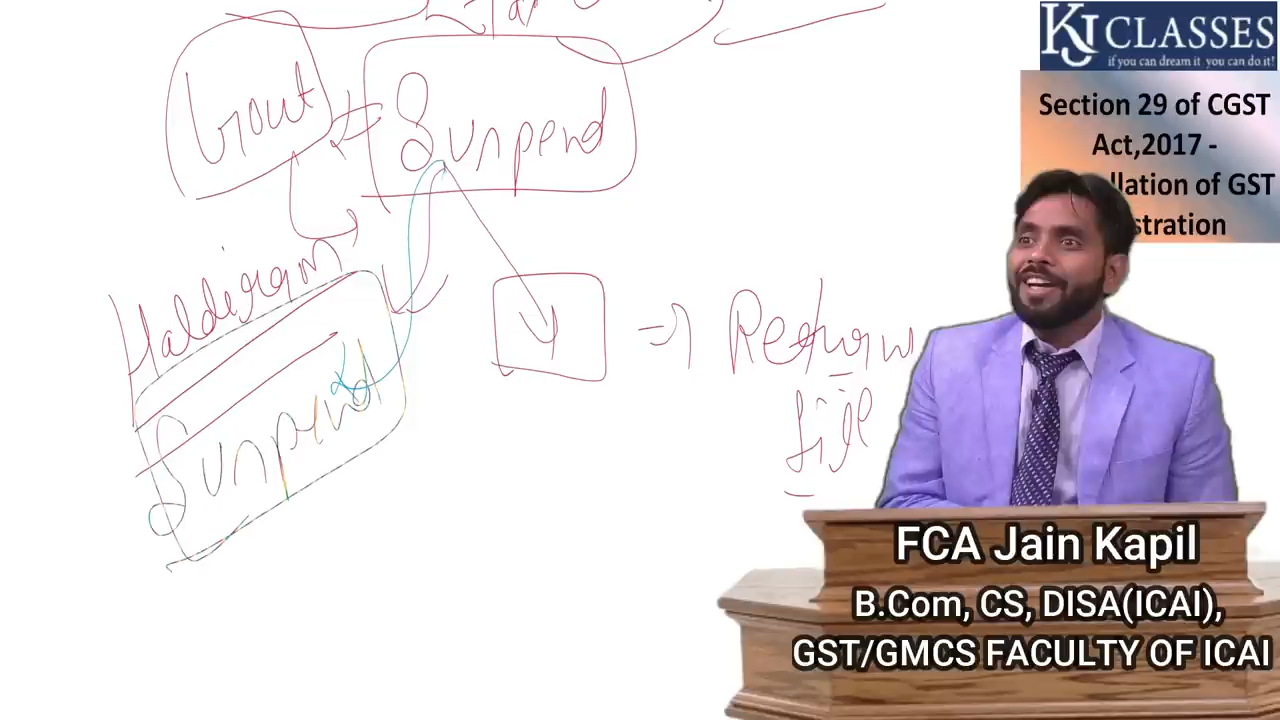 KJ CLASSES
if you can dream it you can do it!
Section 29 of CGST
Act,2017 -
llation of GST
stration
Govt
Suspend
Haldiram
Suspend
Return
file
FCA Jain Kapil
B.Com, CS, DISA(ICAI),
GST/GMCS FACULTY OF ICAI